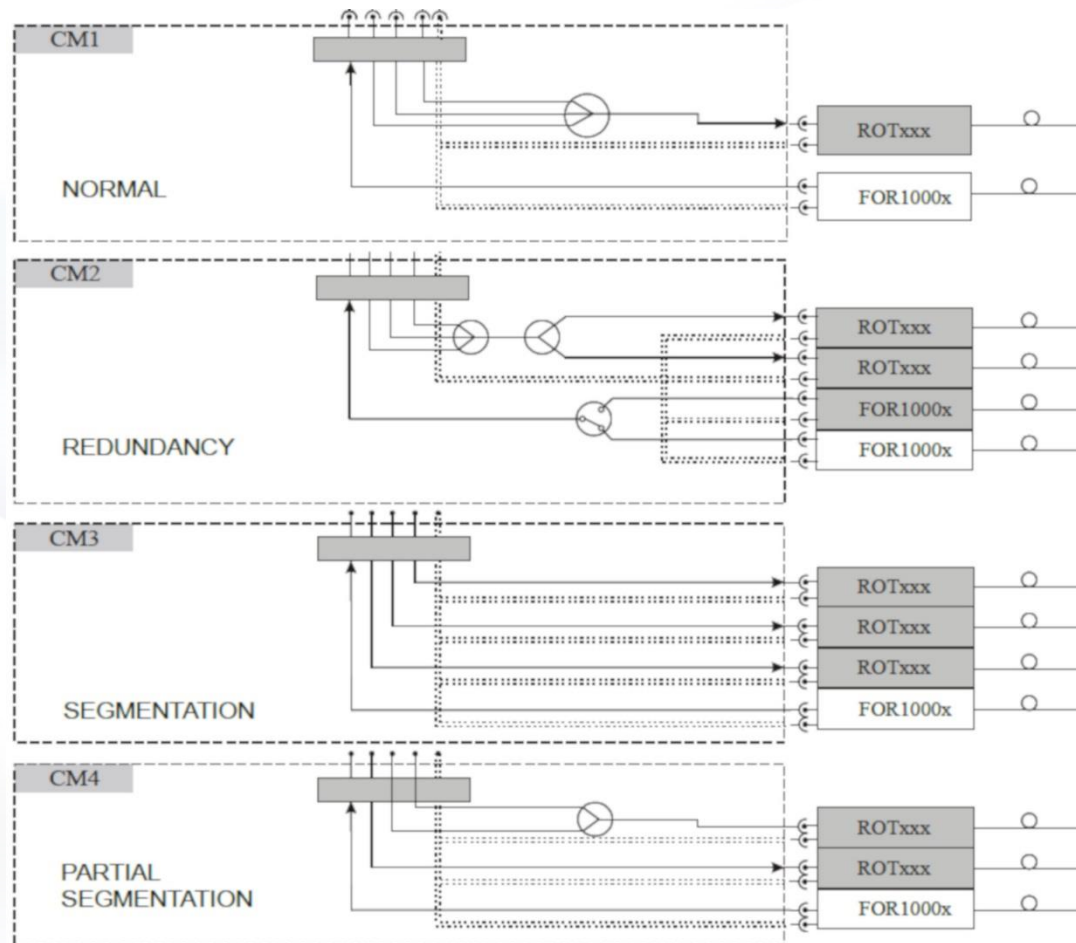 CM1
ROTxxx
NORMAL
FOR1000x
CM2
ROTxxx
ROTxxx
FOR1000x
REDUNDANCY
FOR1000x
CM3
ROTxxx
ROTxxx
ROTxxx
SEGMENTATION
FOR1000x
CM4
ROTxxx
ROTxxx
PARTIAL
SEGMENTATION
FOR1000x